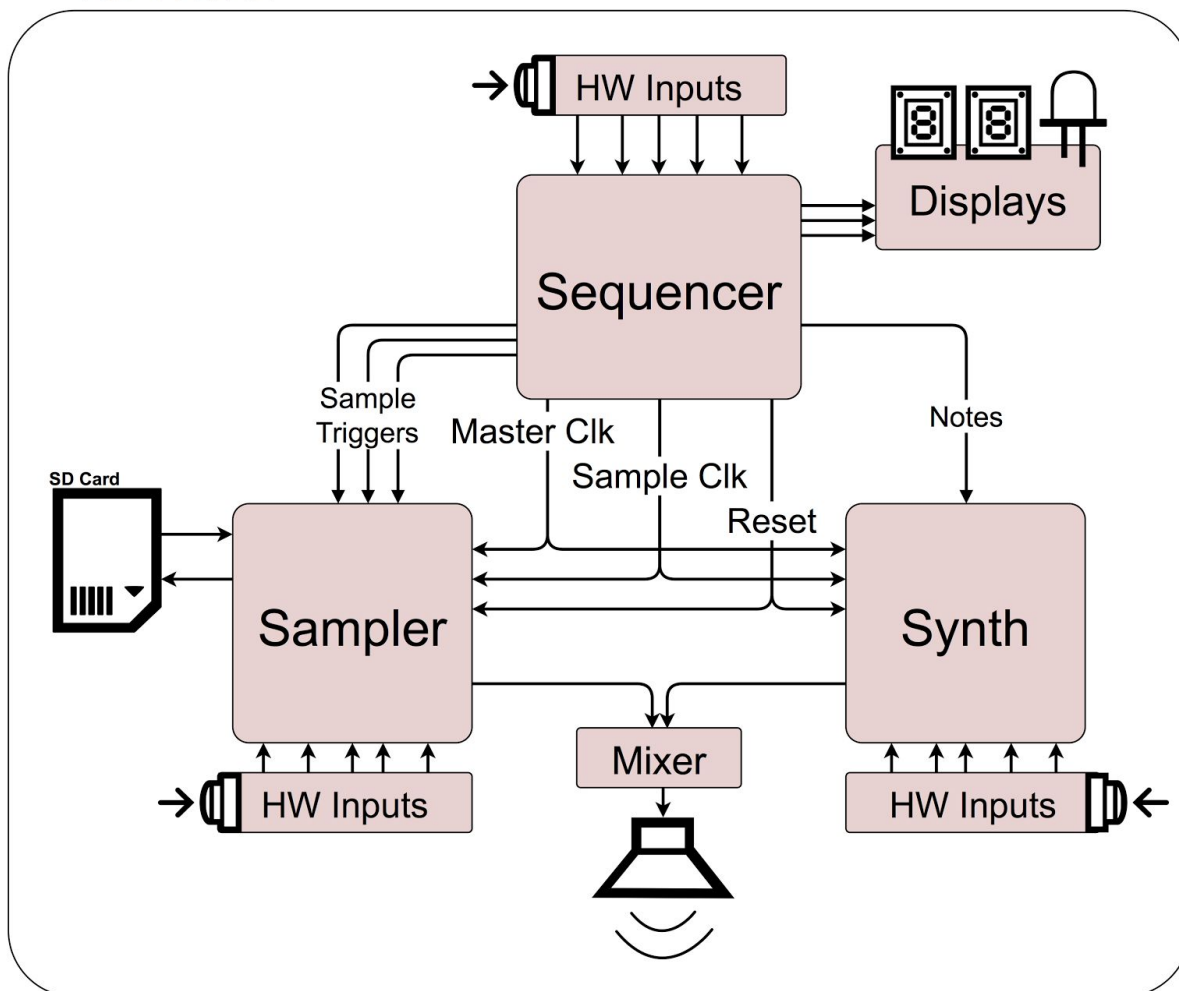 HW Inputs
Displays
Sequencer
Sample
Triggers
Master Clk
Notes
Sample Clk
SD Card
Reset
Sampler
Synth
Mixer
HW Inputs
HW Inputs